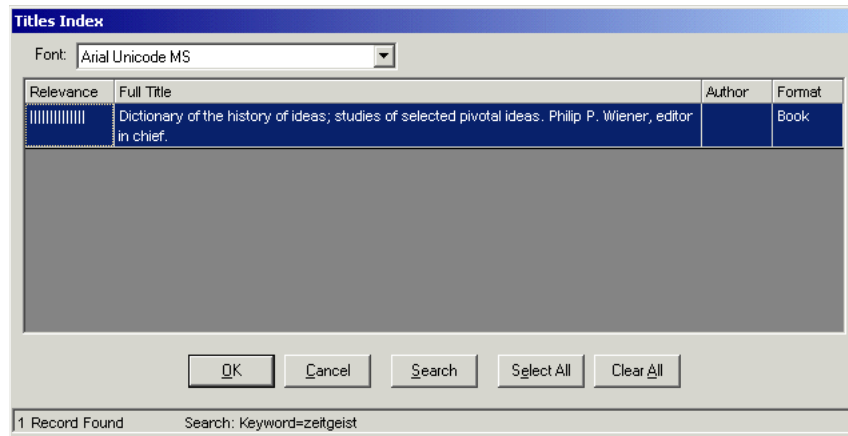 Titles Index
Font: Arial Unicode MS
Relevance Full Title Author Format
Dictionary of the history of ideas; studies of selected pivotal ideas. Philip P. Wiener, editor Book
in chief.
OK Cancel Search Select All Clear All
1 Record Found Search: Keyword=zeitgeist